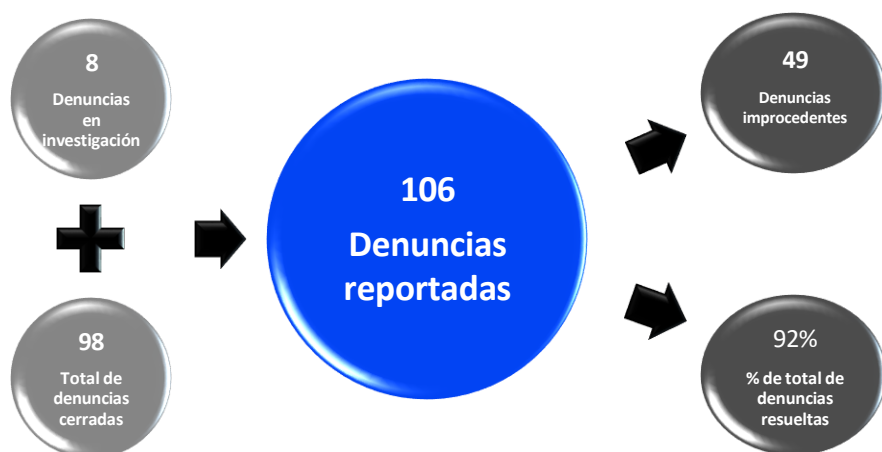 8
Denuncias
en
investigación
98
Total de
denuncias
cerradas
106
Denuncias
reportadas
49
Denuncias
improcedentes
92%
% de total de
denuncias
resueltas